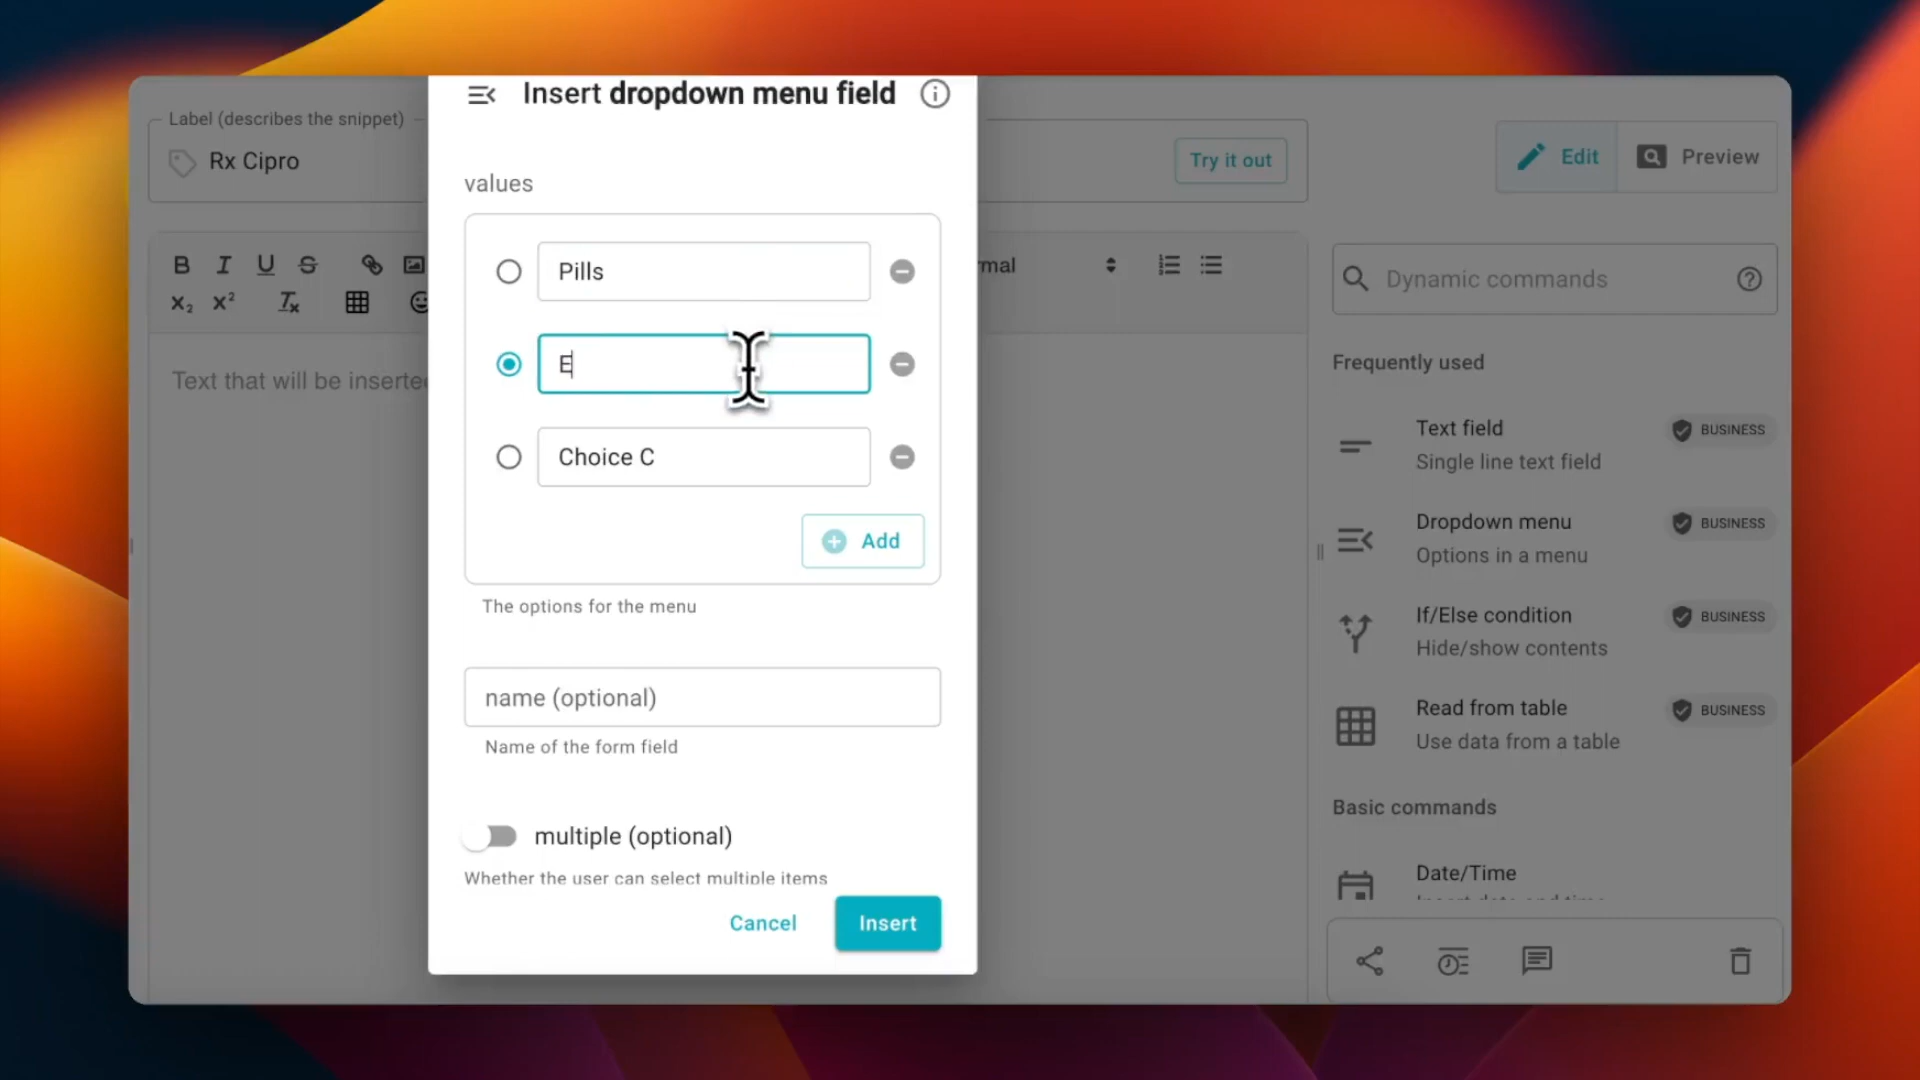 Insert dropdown menu field
Label (describes the snippet)
Rx Cipro
Try it out
Edit
Preview
values
Pills
E
Choice C
Add
The options for the menu
name (optional)
Name of the form field
multiple (optional)
Whether the user can select multiple items
Cancel
Insert
B I U S
rmal
X₂ X² Tx
Text that will be inserte
Dynamic commands
Frequently used
Text field
BUSINESS
Single line text field
Dropdown menu
BUSINESS
Options in a menu
If/Else condition
BUSINESS
Hide/show contents
Read from table
BUSINESS
Use data from a table
Basic commands
Date/Time